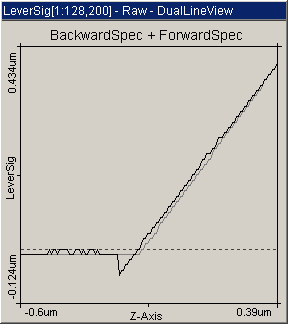 LeverSig[1:128,200] - Raw - DualLineView
BackwardSpec + ForwardSpec
0.434um
LeverSig
-0.124um
-0.6um
Z-Axis
0.39um